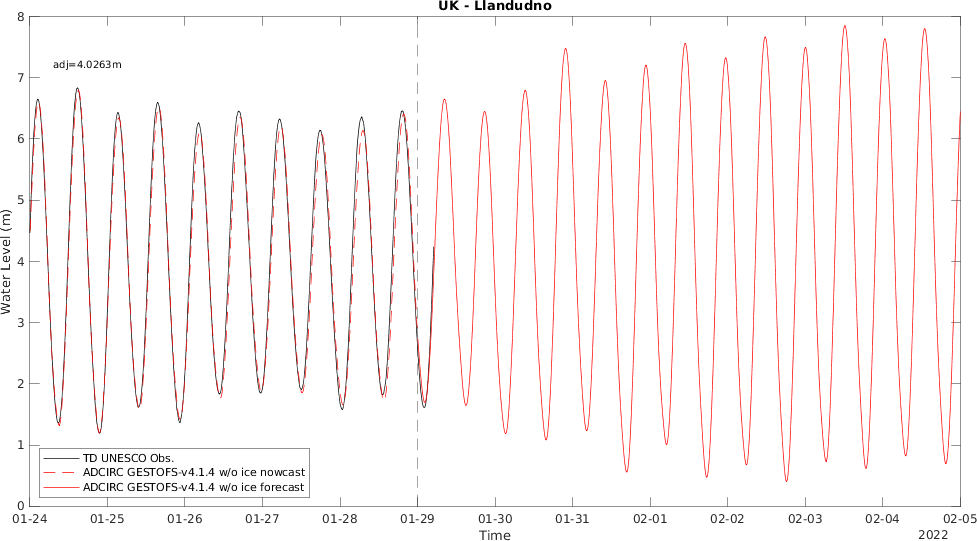 UK - Llandudno
8
adj=4.0263m
7
6
5
4
3
2
1
0
Water Level (m)
TD UNESCO Obs.
ADCIRC GESTOFS-v4.1.4 w/o ice nowcast
ADCIRC GESTOFS-v4.1.4 w/o ice forecast
01-24 01-25 01-26 01-27 01-28 01-29 01-30 01-31 02-01 02-02 02-03 02-04 02-05
Time
2022